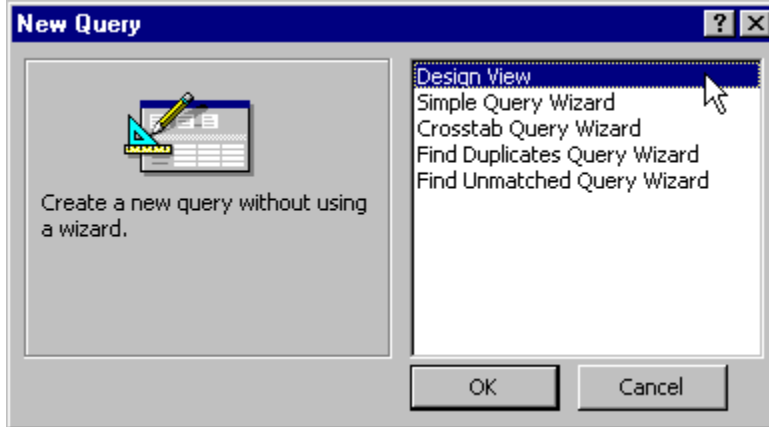 New Query
Create a new query without using
a wizard.
Design View
Simple Query Wizard
Crosstab Query Wizard
Find Duplicates Query Wizard
Find Unmatched Query Wizard
OK
Cancel